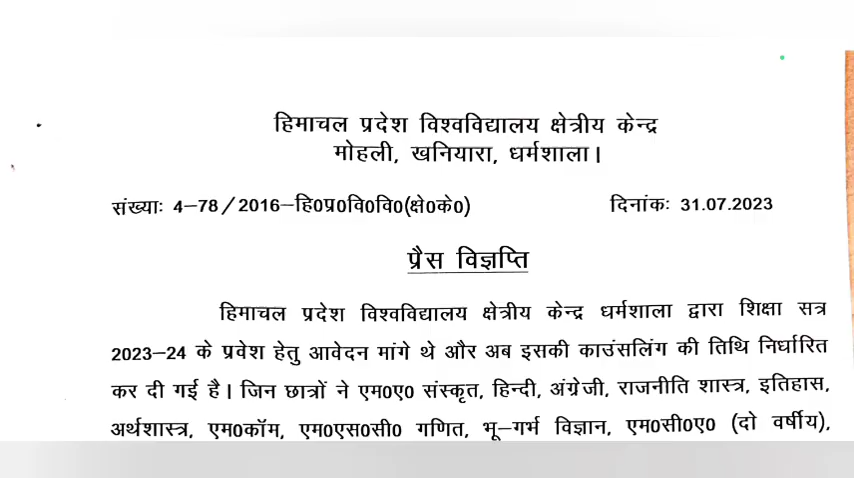 हिमाचल प्रदेश विश्वविद्यालय क्षेत्रीय केन्द्र
मोहली, खनियारा, धर्मशाला।
संख्याः 4–78/2016–हि0प्र0वि0वि0(क्षे0के0) दिनांकः 31.07.2023
प्रैस विज्ञप्ति
हिमाचल प्रदेश विश्वविद्यालय क्षेत्रीय केन्द्र धर्मशाला द्वारा शिक्षा सत्र
2023–24 के प्रवेश हेतु आवेदन मांगे थे और अब इसकी काउंसलिंग की तिथि निर्धारित
कर दी गई है। जिन छात्रों ने एम0ए0 संस्कृत, हिन्दी, अंग्रेजी, राजनीति शास्त्र, इतिहास,
अर्थशास्त्र, एम0कॉम, एम0एस0सी0 गणित, भू–गर्भ विज्ञान, एम0सी0ए0 (दो वर्षीय),